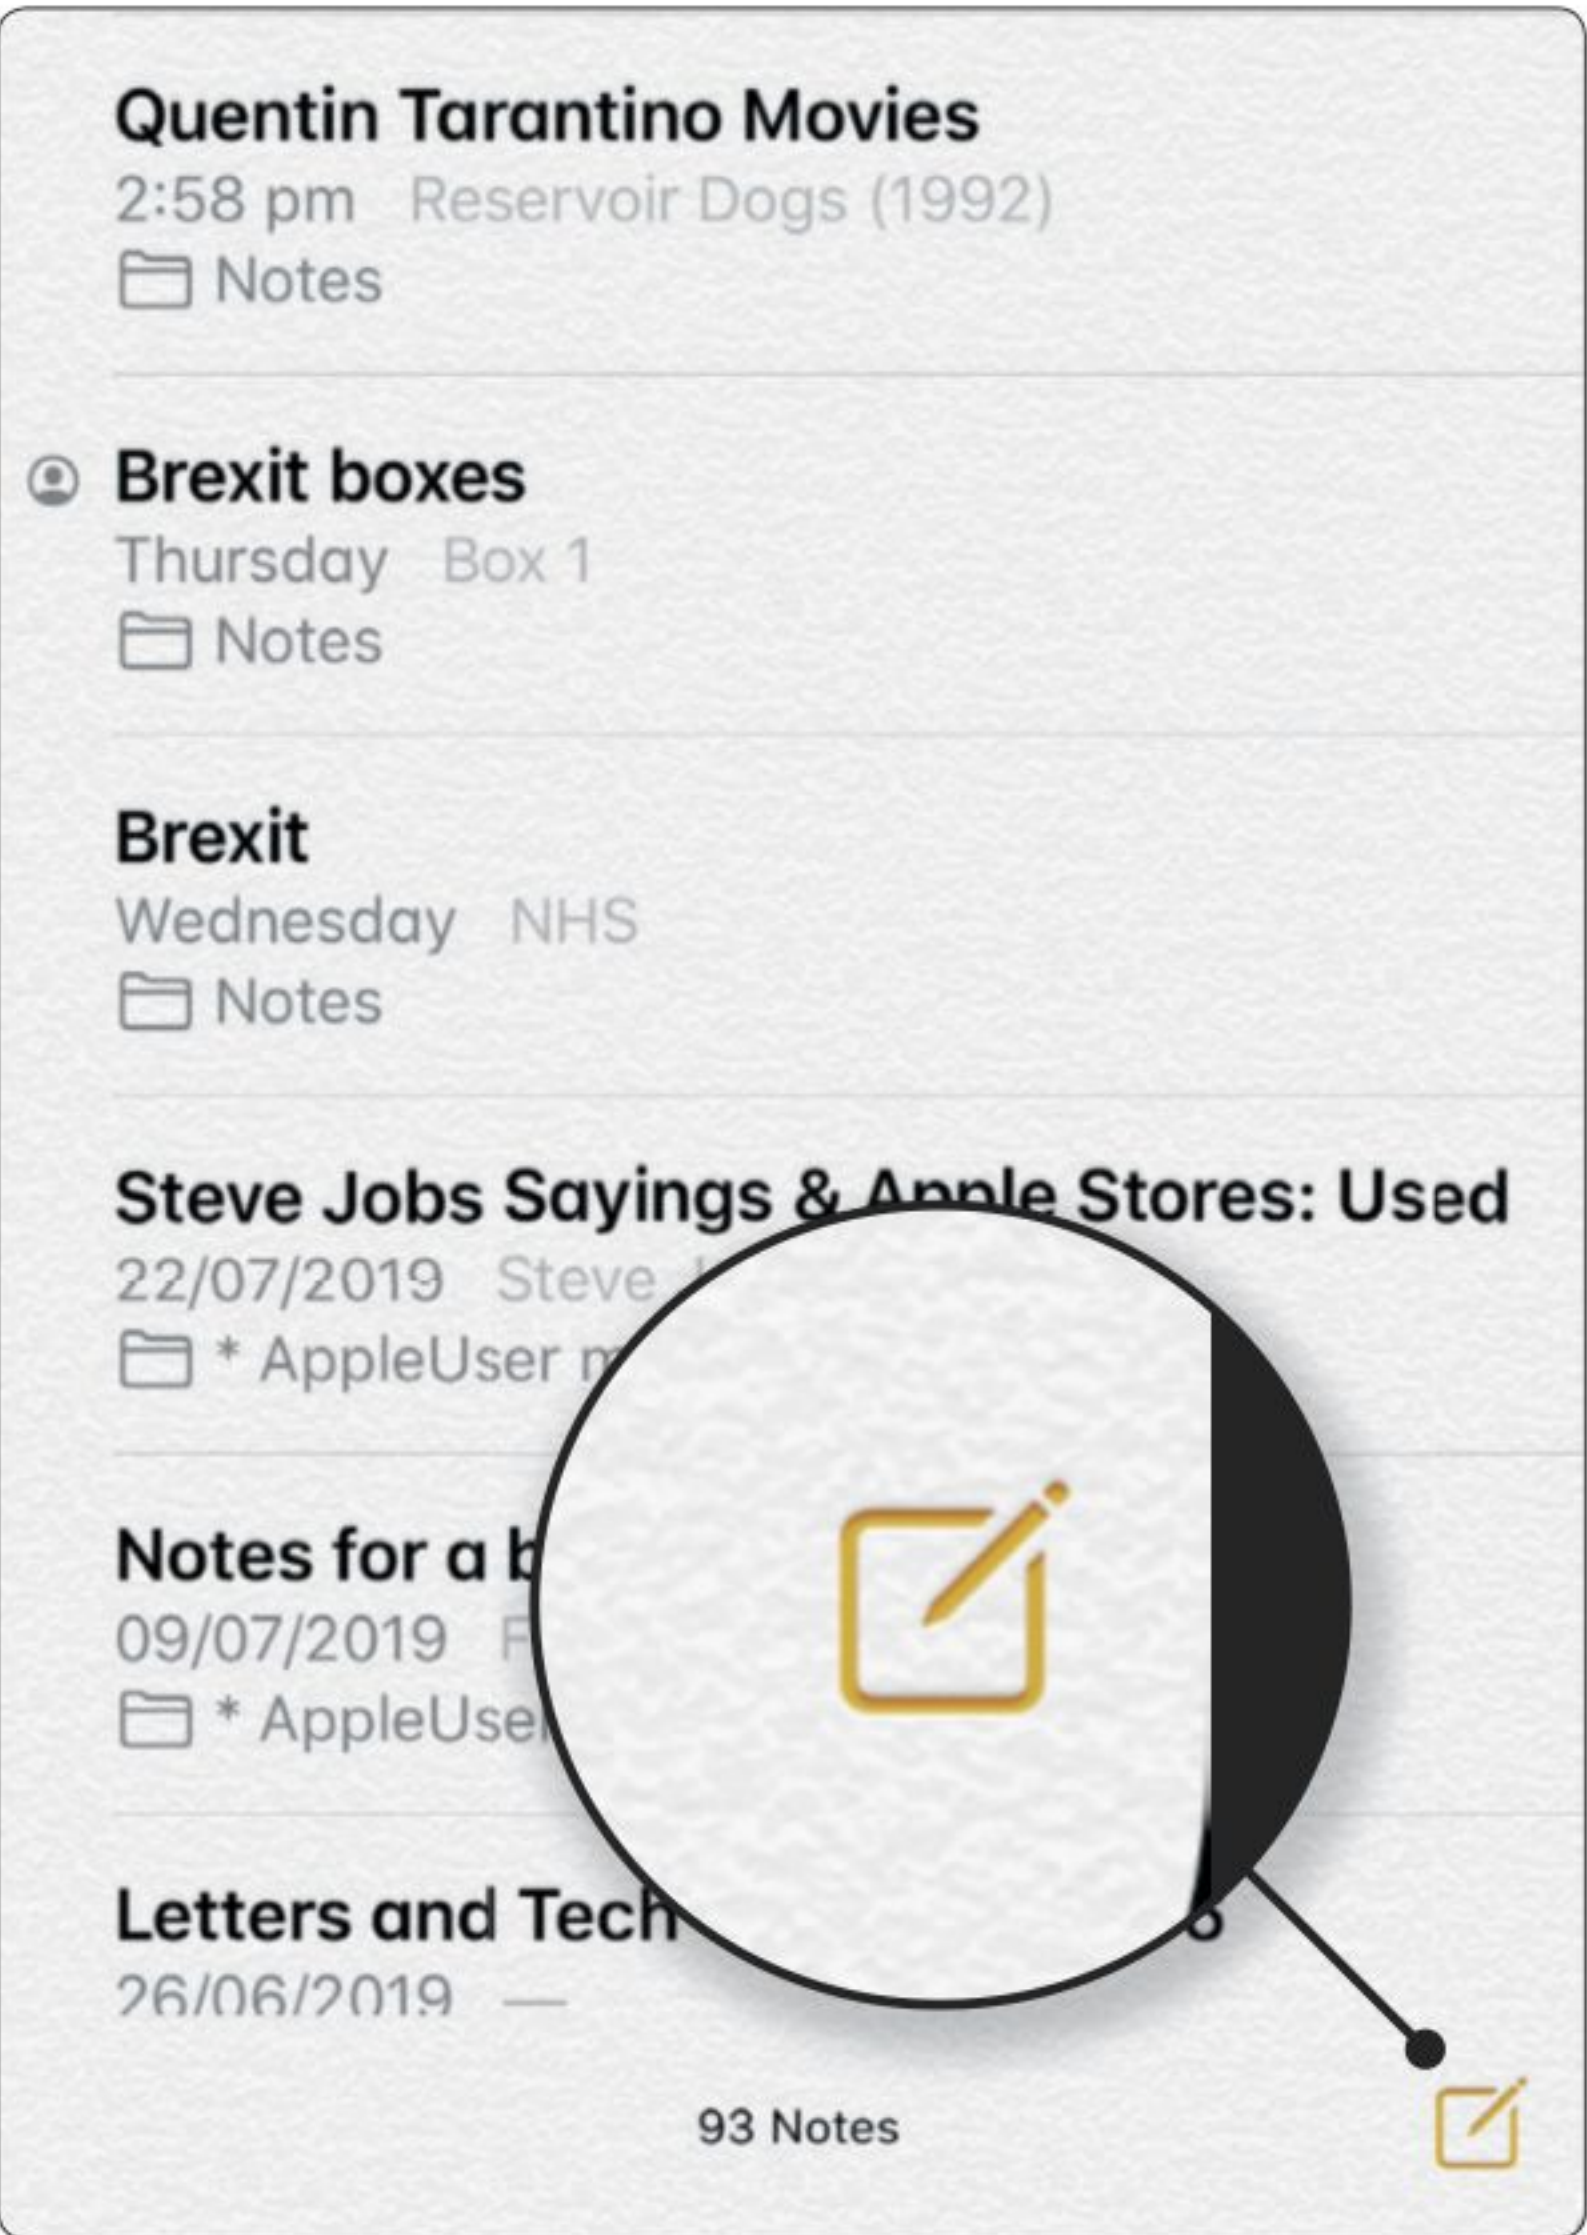 Quentin Tarantino Movies
2:58 pm Reservoir Dogs (1992)
Notes
Brexit boxes
Thursday Box 1
Notes
Brexit
Wednesday NHS
Notes
Steve Jobs Sayings & Apple Stores: Used
22/07/2019 Steve
* AppleUser
Notes for a
09/07/2019
* AppleUser
Letters and Tech
26/06/2019 —
93 Notes